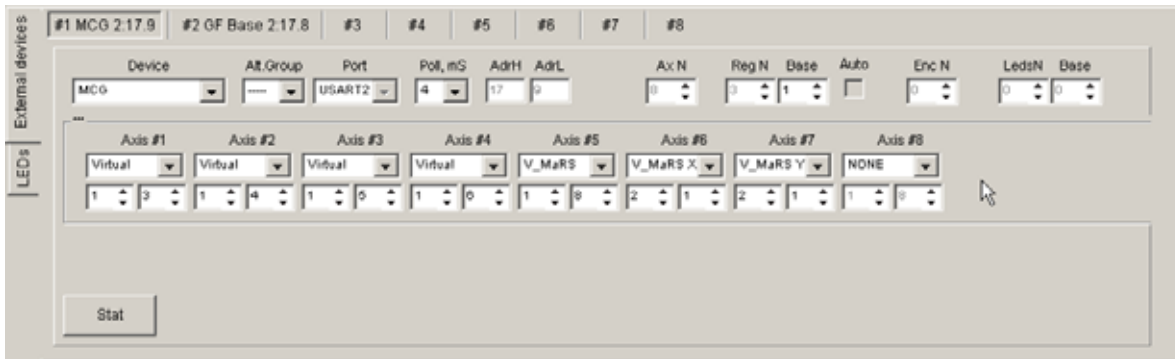 External devices
LEDs
#1 MCG 2:17.9 #2 GF Base 2:17.8 #3 #4 #5 #6 #7 #8
Device Alt.Group Port Poll, mS AdrH AdrL Ax N Reg N Base Auto Enc N LedsN Base
MCG ---- USART2 4 17 9 8 3 1 0 0 0
...
Axis #1 Axis #2 Axis #3 Axis #4 Axis #5 Axis #6 Axis #7 Axis #8
Virtual Virtual Virtual Virtual V_MaRS V_MaRS X V_MaRS Y NONE
1 3 1 4 1 5 1 6 1 8 2 1 2 1 1 8
Stat